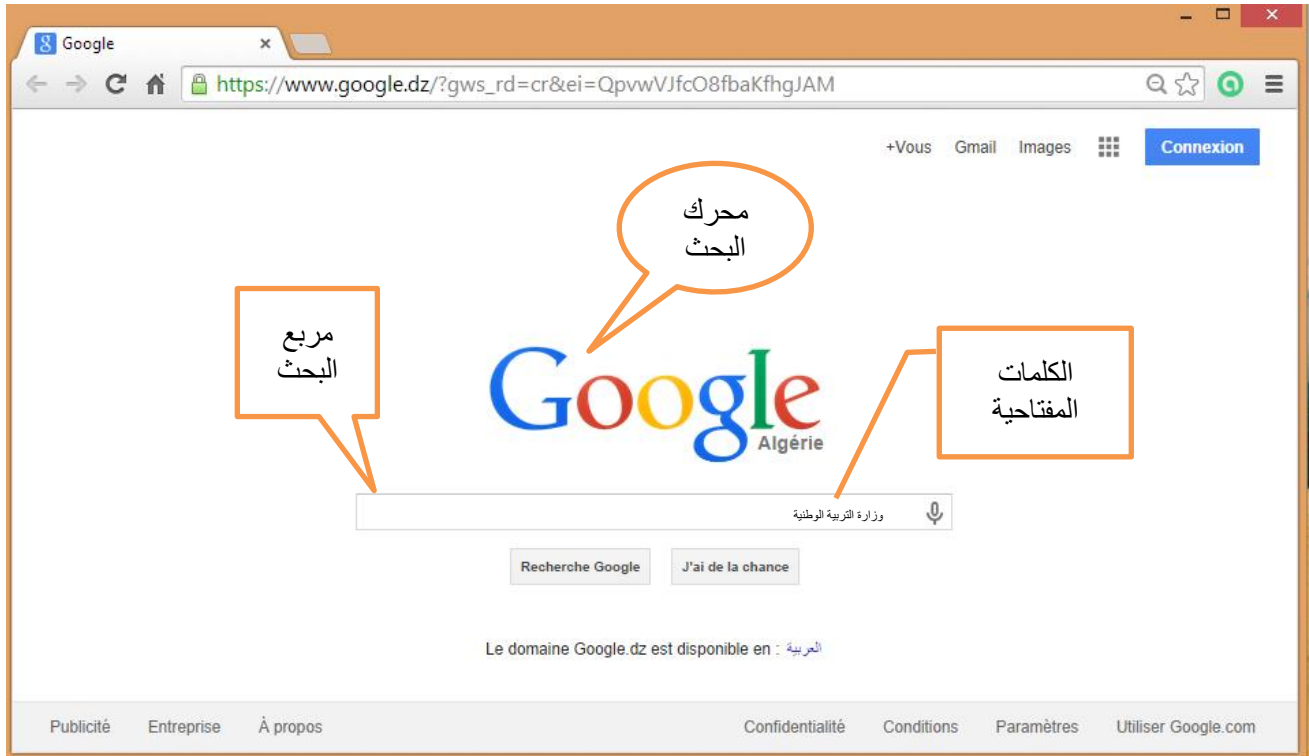 Google
https://www.google.dz/?gws_rd=cr&ei=QpvwVJfcO8fbaKfhgJAM
+Vous Gmail Images Connexion
محرك
البحث
مربع
البحث
Google
Algérie
الكلمات
المفتاحية
وزارة التربية الوطنية
Recherche Google J'ai de la chance
Le domaine Google.dz est disponible en : العربية
Publicité Entreprise À propos Confidentialité Conditions Paramètres Utiliser Google.com